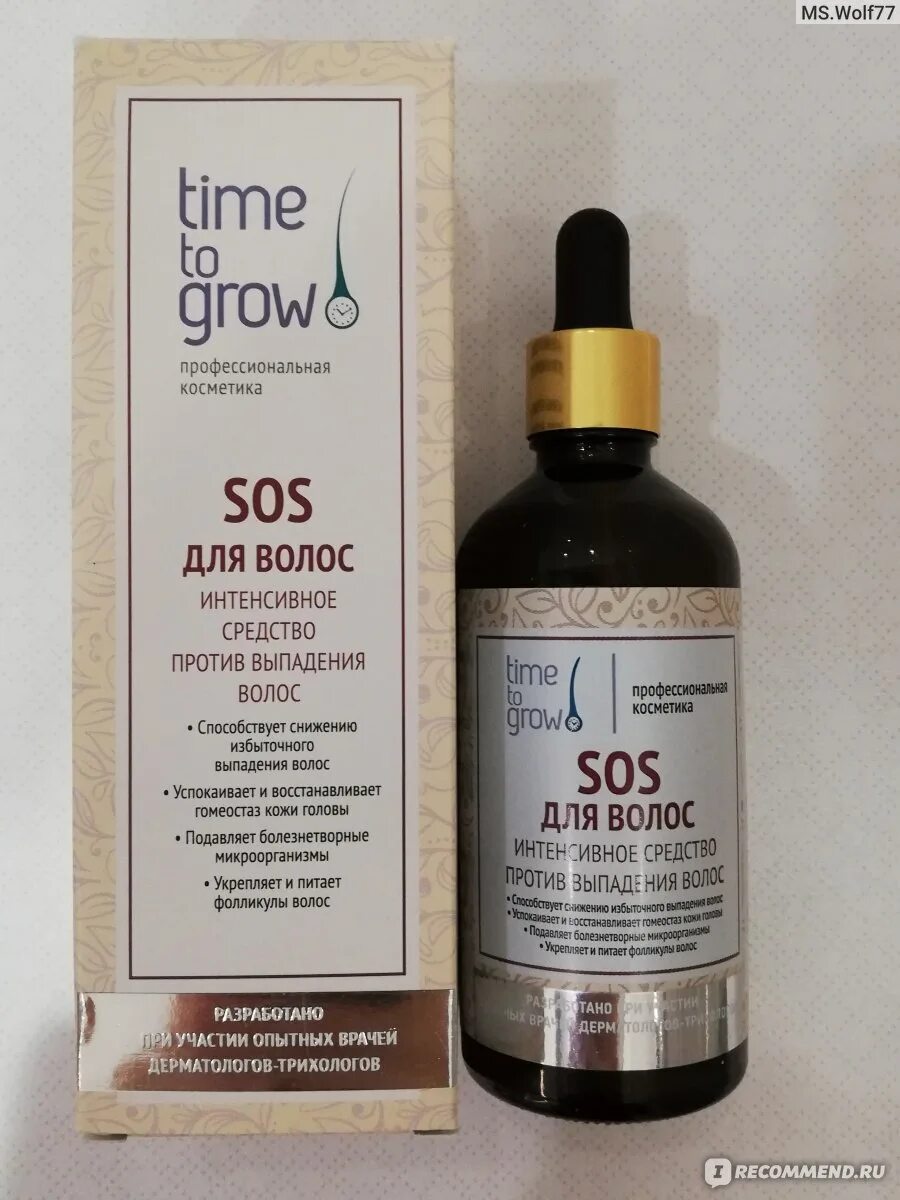 MS.Wolf77
time
to
grow
профессиональная
косметика
SOS
ДЛЯ ВОЛОС
ИНТЕНСИВНОЕ
СРЕДСТВО
ПРОТИВ ВЫПАДЕНИЯ
ВОЛОС
• Способствует снижению
избыточного
выпадения волос
• Успокаивает и восстанавливает
гомеостаз кожи головы
• Подавляет болезнетворные
микроорганизмы
• Укрепляет и питает
фолликулы волос
РАЗРАБОТАНО
ПРИ УЧАСТИИ ОПЫТНЫХ ВРАЧЕЙ
ДЕРМАТОЛОГОВ-ТРИХОЛОГОВ
time
to
grow
профессиональная
косметика
SOS
ДЛЯ ВОЛОС
ИНТЕНСИВНОЕ СРЕДСТВО
ПРОТИВ ВЫПАДЕНИЯ ВОЛОС
• Способствует снижению избыточного выпадения волос
• Успокаивает и восстанавливает гомеостаз кожи головы
• Подавляет болезнетворные микроорганизмы
• Укрепляет и питает фолликулы волос
РАЗРАБОТАНО ПРИ УЧАСТИИ
ВРАЧЕЙ ДЕРМАТОЛОГОВ-ТРИХОЛОГОВ
IRECOMMEND.RU